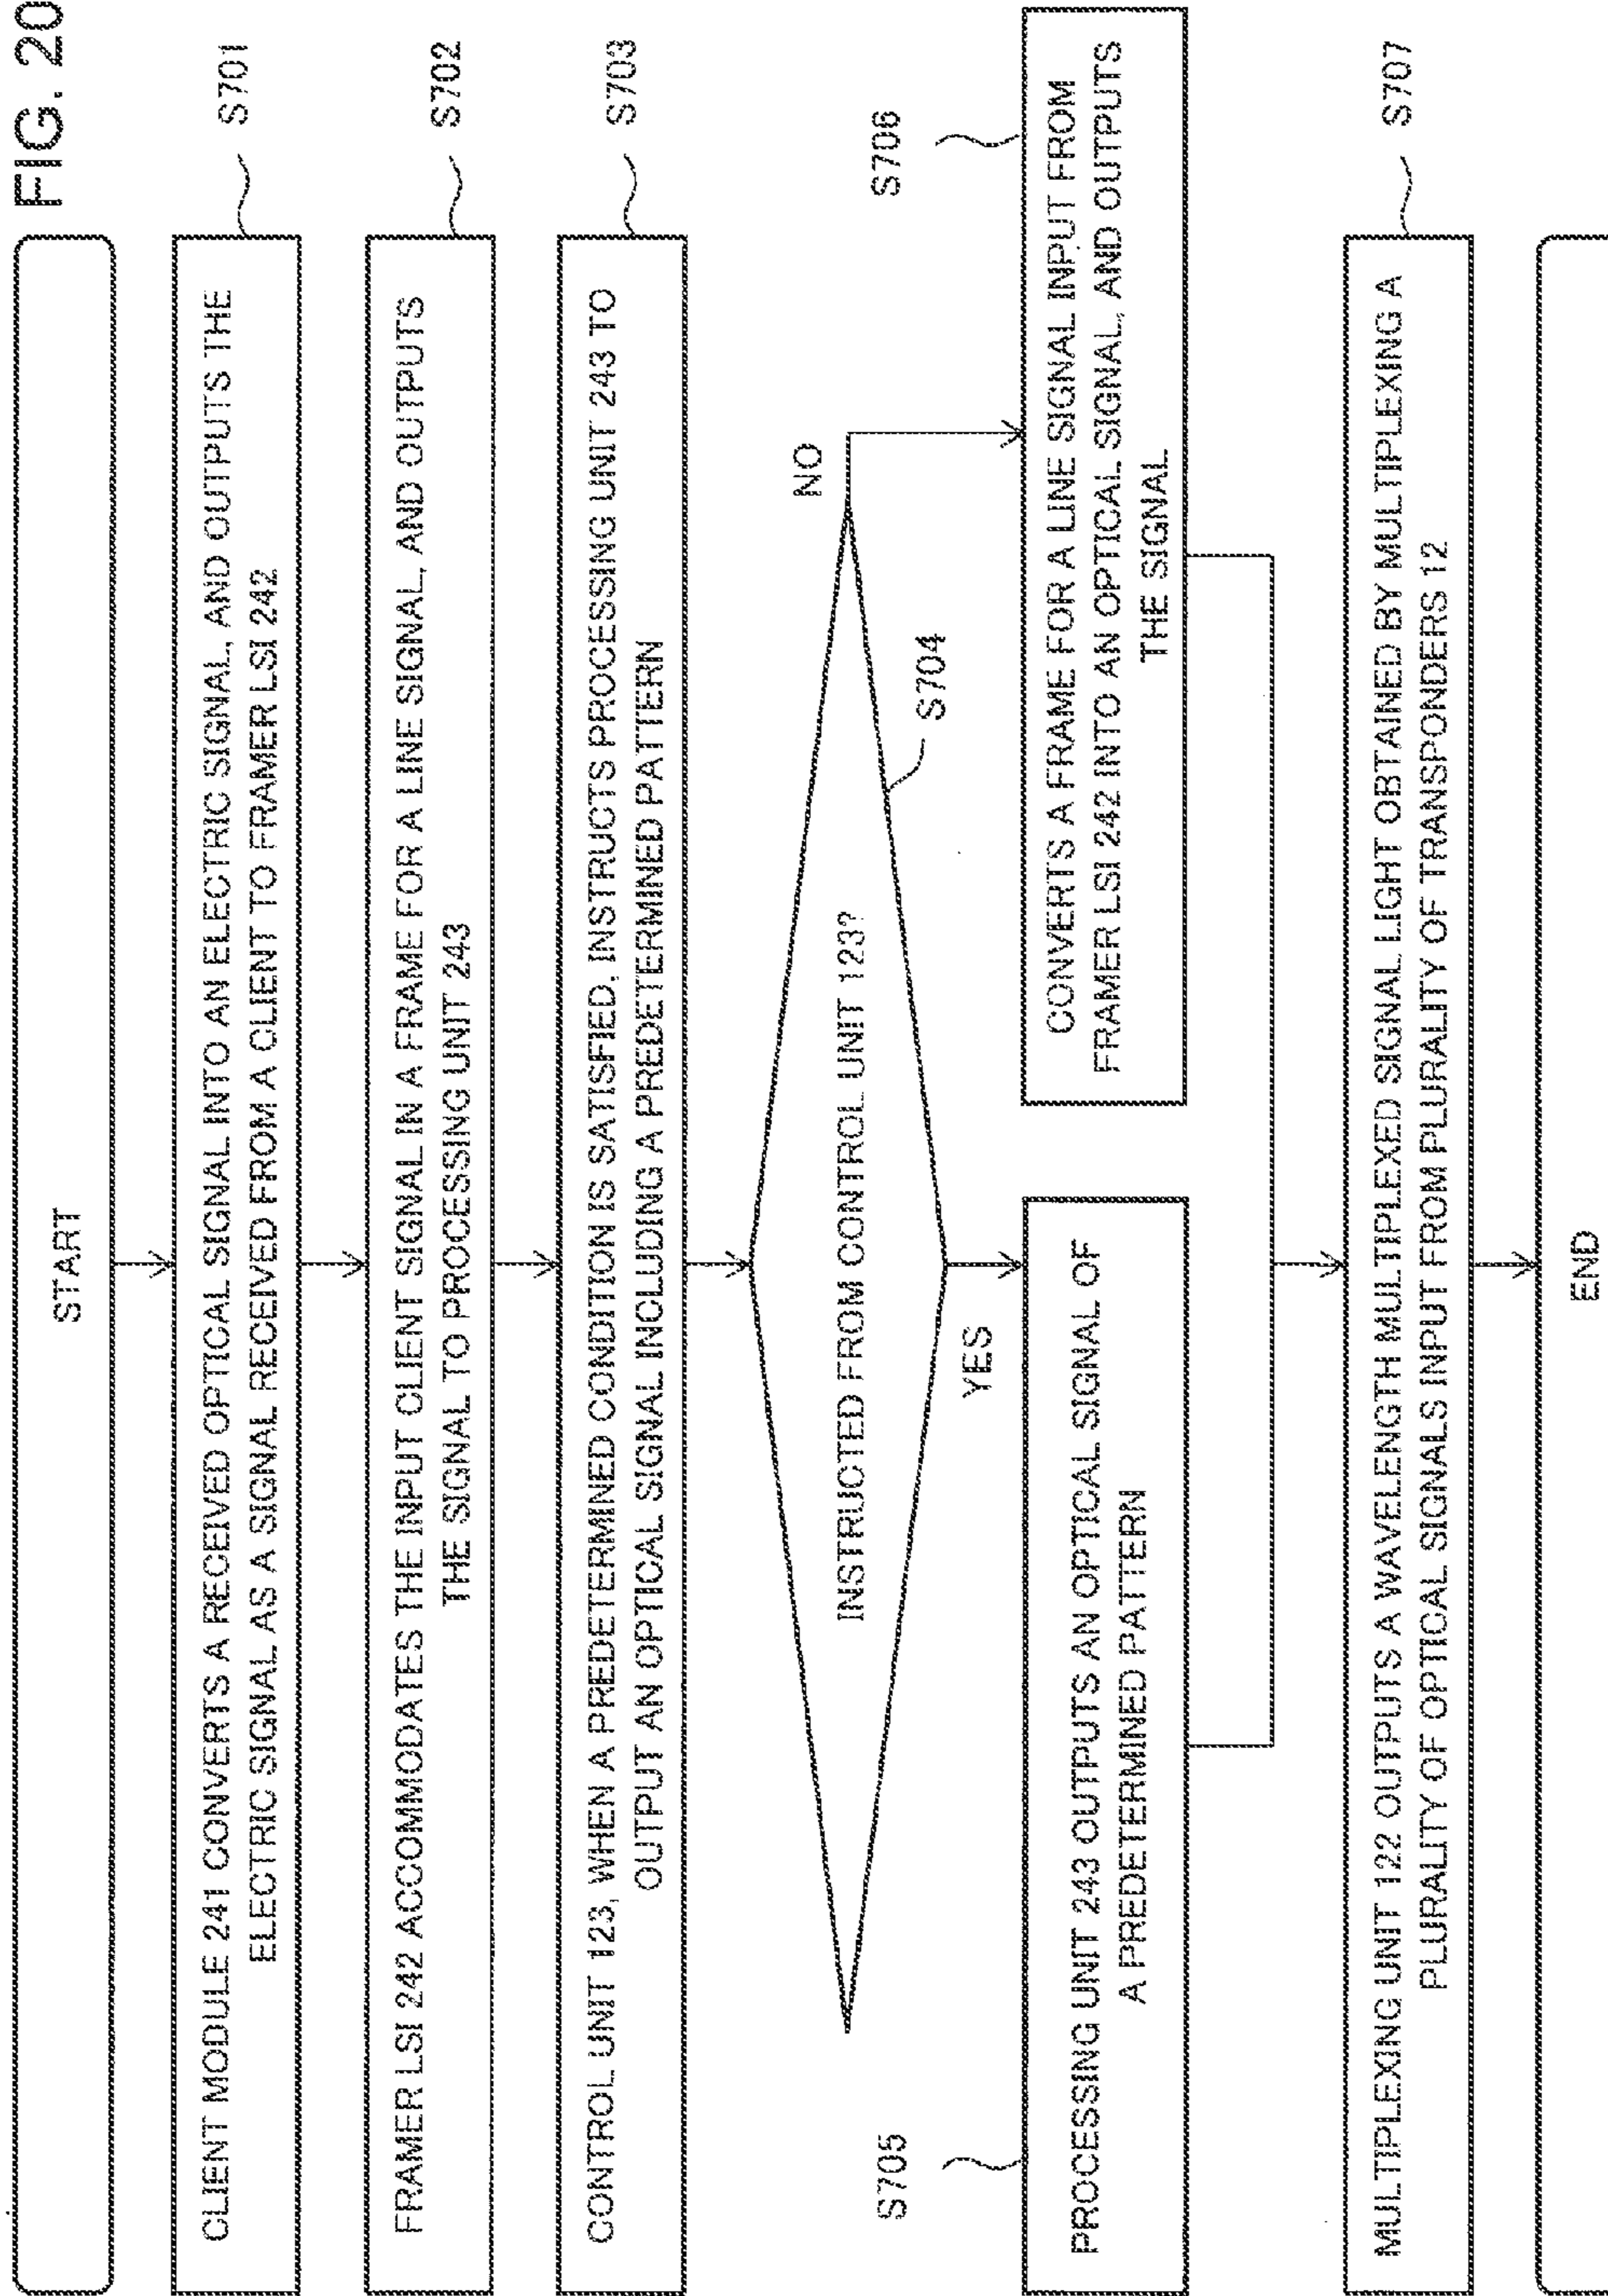 FIG. 20
START
CLIENT MODULE 241 CONVERTS A RECEIVED OPTICAL SIGNAL INTO AN ELECTRIC SIGNAL, AND OUTPUTS THE
ELECTRIC SIGNAL AS A SIGNAL RECEIVED FROM A CLIENT TO FRAMER LSI 242
S701
FRAMER LSI 242 ACCOMMODATES THE INPUT CLIENT SIGNAL IN A FRAME FOR A LINE SIGNAL, AND OUTPUTS
THE SIGNAL TO PROCESSING UNIT 243
S702
CONTROL UNIT 123, WHEN A PREDETERMINED CONDITION IS SATISFIED, INSTRUCTS PROCESSING UNIT 243 TO
OUTPUT AN OPTICAL SIGNAL INCLUDING A PREDETERMINED PATTERN
S703
INSTRUCTED FROM CONTROL UNIT 123?
S704
NO
YES
S705
PROCESSING UNIT 243 OUTPUTS AN OPTICAL SIGNAL OF
A PREDETERMINED PATTERN
S706
CONVERTS A FRAME FOR A LINE SIGNAL INPUT FROM
FRAMER LSI 242 INTO AN OPTICAL SIGNAL, AND OUTPUTS
THE SIGNAL
MULTIPLEXING UNIT 122 OUTPUTS A WAVELENGTH MULTIPLEXED SIGNAL LIGHT OBTAINED BY MULTIPLEXING A
PLURALITY OF OPTICAL SIGNALS INPUT FROM PLURALITY OF TRANSPONDERS 12
S707
END